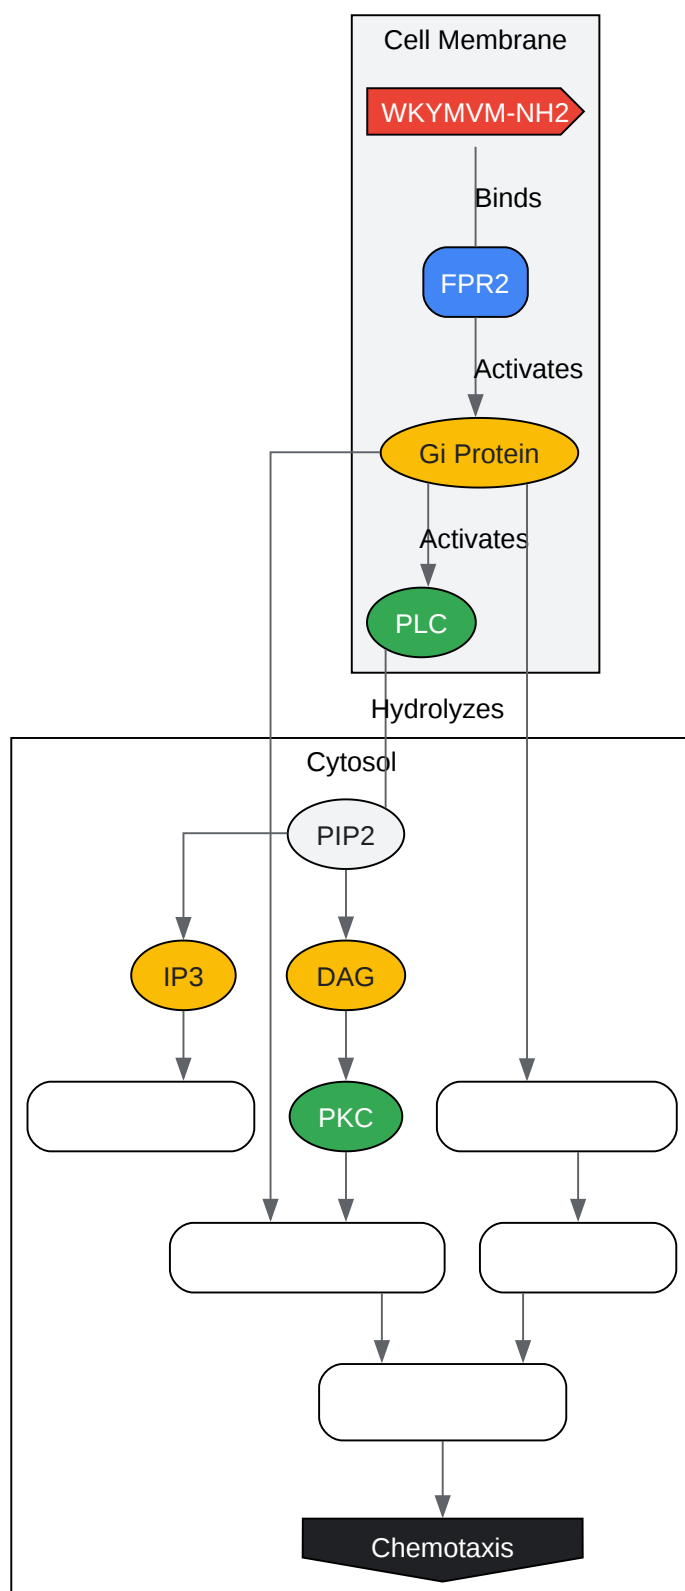 Cell Membrane
WKYMVM-NH2
Binds
FPR2
Activates
Gi Protein
Activates
PLC
Hydrolyzes
Cytosol
PIP2
IP3
DAG
PKC
Chemotaxis